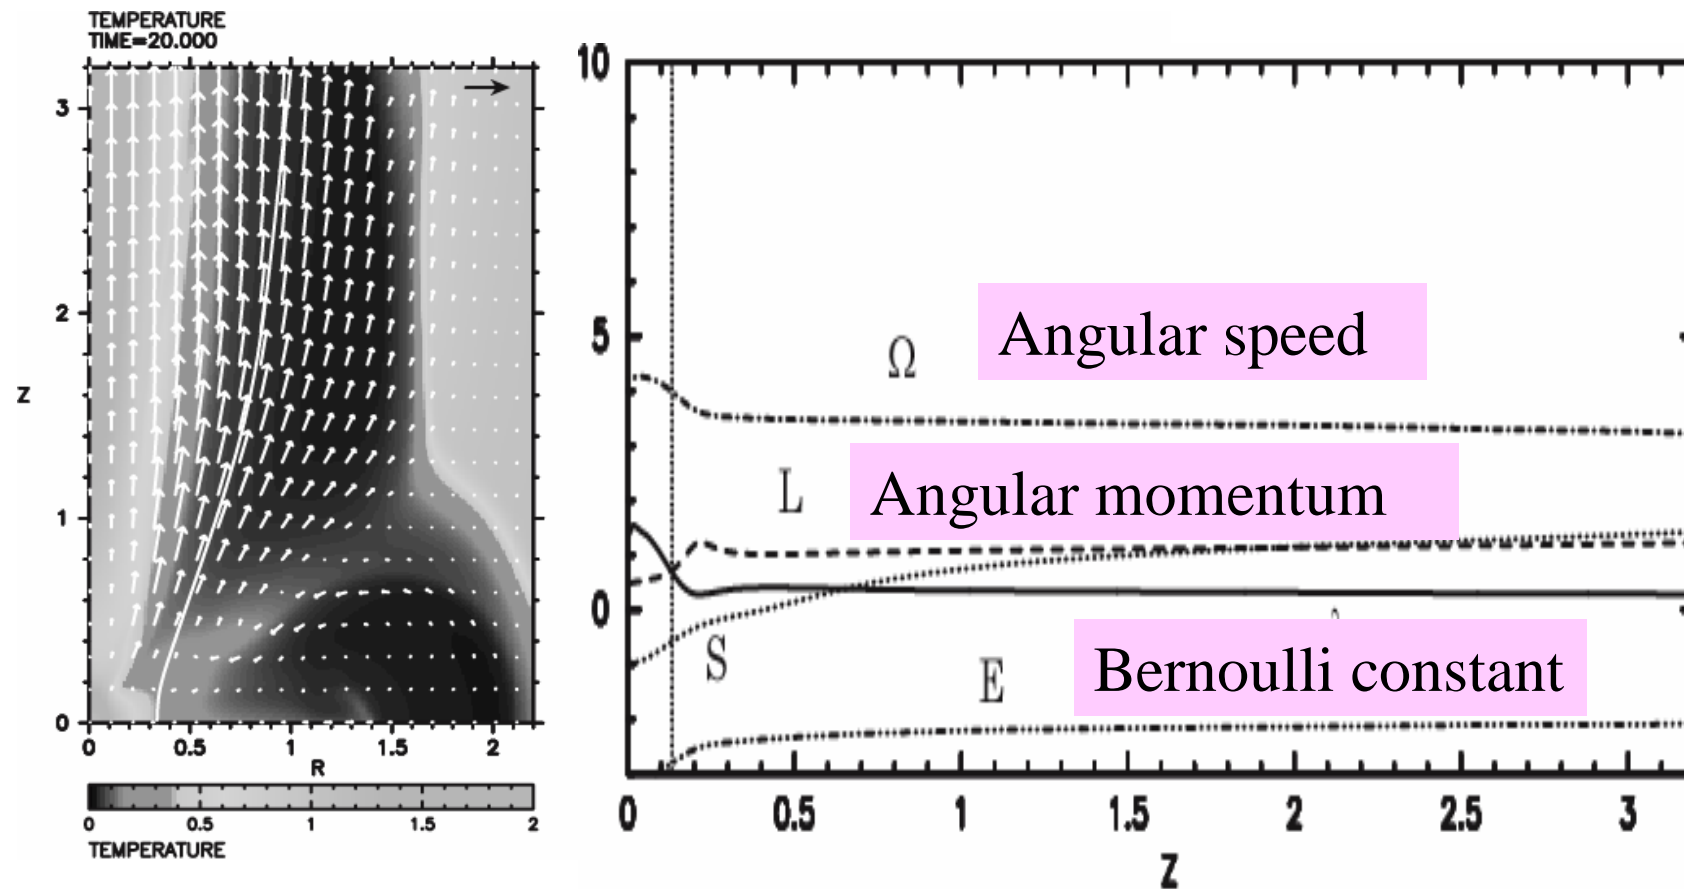 TEMPERATURE
TIME=20.000
3
2
1
0
Z
0 0.5 1 1.5 2
R
0 0.5 1 1.5 2
TEMPERATURE
10
5
0
Ω
Angular speed
L
Angular momentum
S
E
Bernoulli constant
0 0.5 1 1.5 2 2.5 3
Z